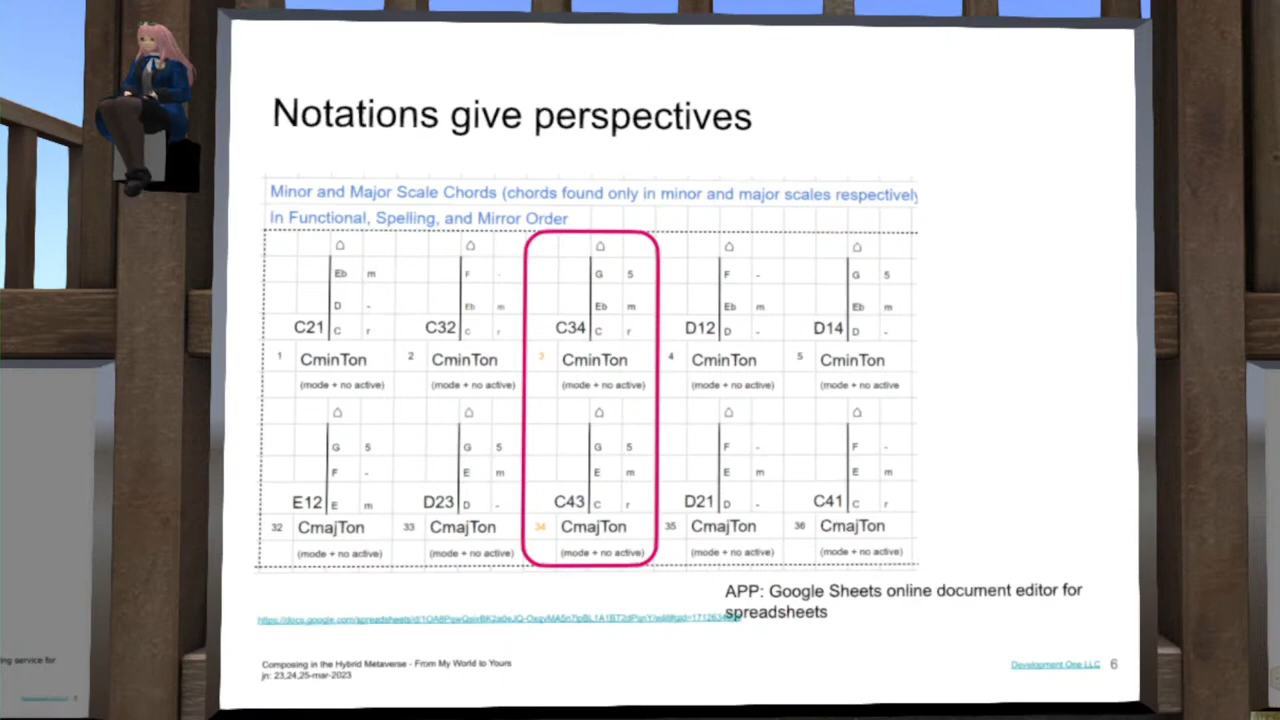 Notations give perspectives
Minor and Major Scale Chords (chords found only in minor and major scales respectively
In Functional, Spelling, and Mirror Order
Eb m F - G 5 F - G 5
D - Eb m Eb m Eb m Eb m
C21 C r C32 C r C34 C r D12 D - D14 D -
1 CminTon 2 CminTon 3 CminTon 4 CminTon 5 CminTon
(mode + no active) (mode + no active) (mode + no active) (mode + no active) (mode + no active
G 5 G 5 G 5 F - F -
F - E m E m E m E m
E12 E m D23 D - C43 C r D21 D - C41 C r
32 CmajTon 33 CmajTon 34 CmajTon 35 CmajTon 36 CmajTon
(mode + no active) (mode + no active) (mode + no active) (mode + no active) (mode + no active)
APP: Google Sheets online document editor for
spreadsheets
Composing in the Hybrid Metaverse - From My World to Yours
jn: 23,24,25-mar-2023
Development One LLC 6
ing service for